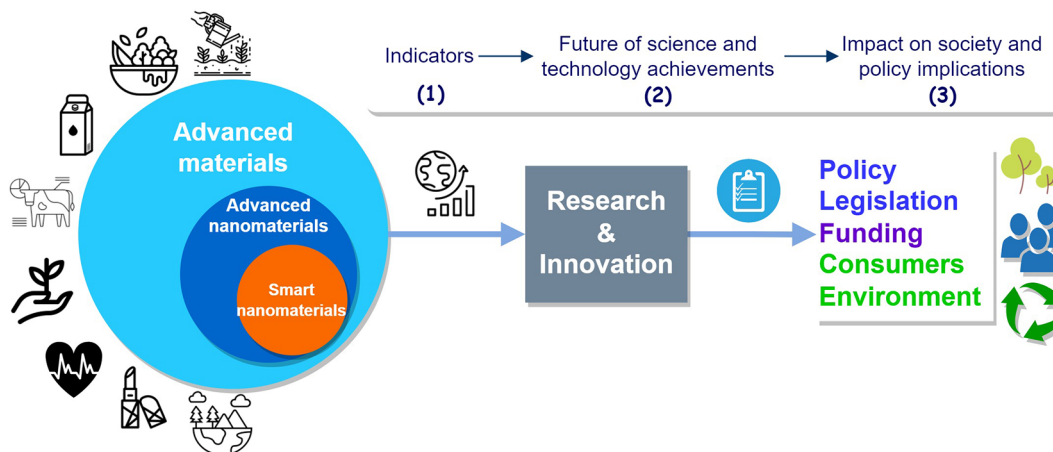 Indicators
(1)
Future of science and
technology achievements
(2)
Impact on society and
policy implications
(3)
Advanced
materials
Advanced
nanomaterials
Smart
nanomaterials
Research
&
Innovation
Policy
Legislation
Funding
Consumers
Environment